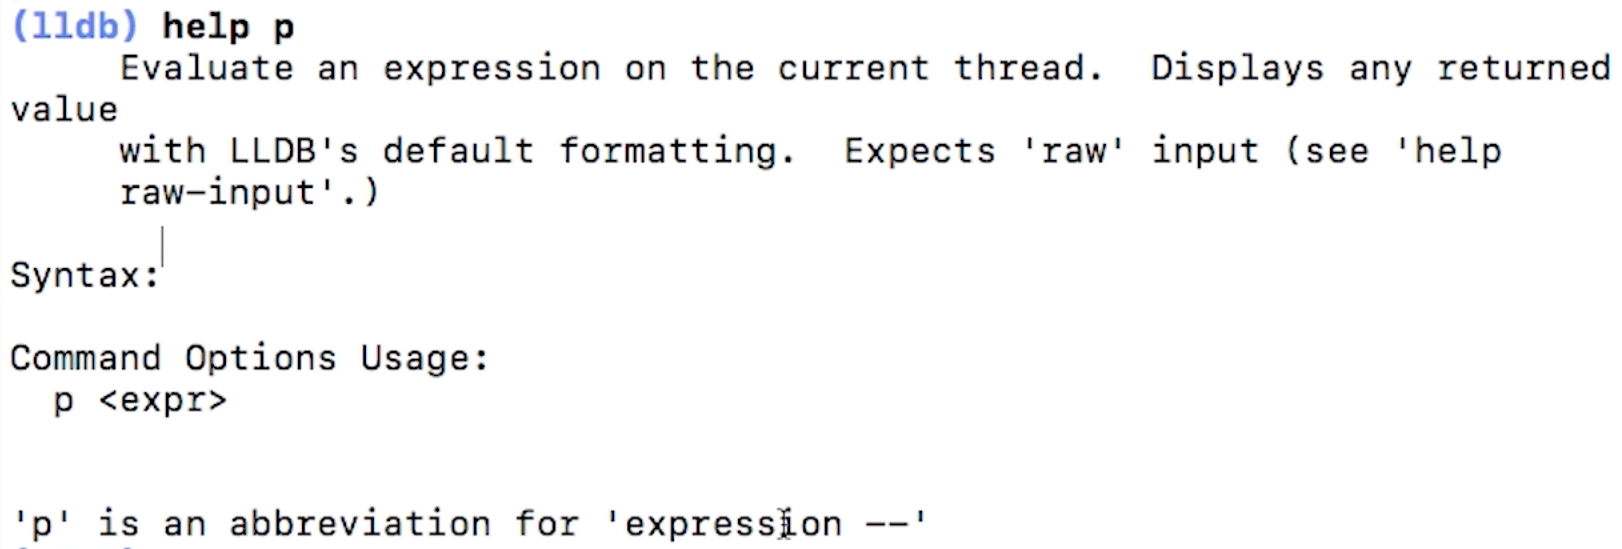 (lldb) help p
Evaluate an expression on the current thread.  Displays any returned
value
with LLDB's default formatting.  Expects 'raw' input (see 'help
raw-input'.)
Syntax:
Command Options Usage:
p <expr>
'p' is an abbreviation for 'expression --'